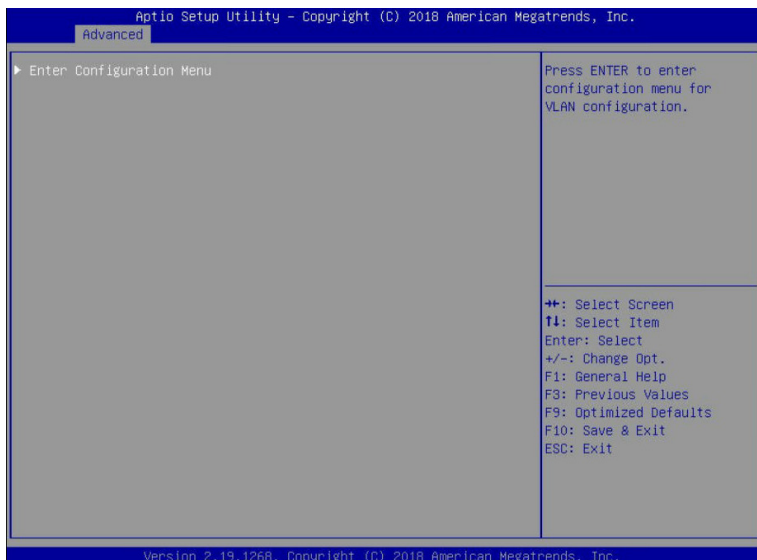 Aptio Setup Utility – Copyright (C) 2018 American Megatrends, Inc.
Advanced
▶ Enter Configuration Menu
Press ENTER to enter
configuration menu for
VLAN configuration.
→←: Select Screen
↑↓: Select Item
Enter: Select
+/-: Change Opt.
F1: General Help
F3: Previous Values
F9: Optimized Defaults
F10: Save & Exit
ESC: Exit
Version 2.19.1268. Copyright (C) 2018 American Megatrends, Inc.